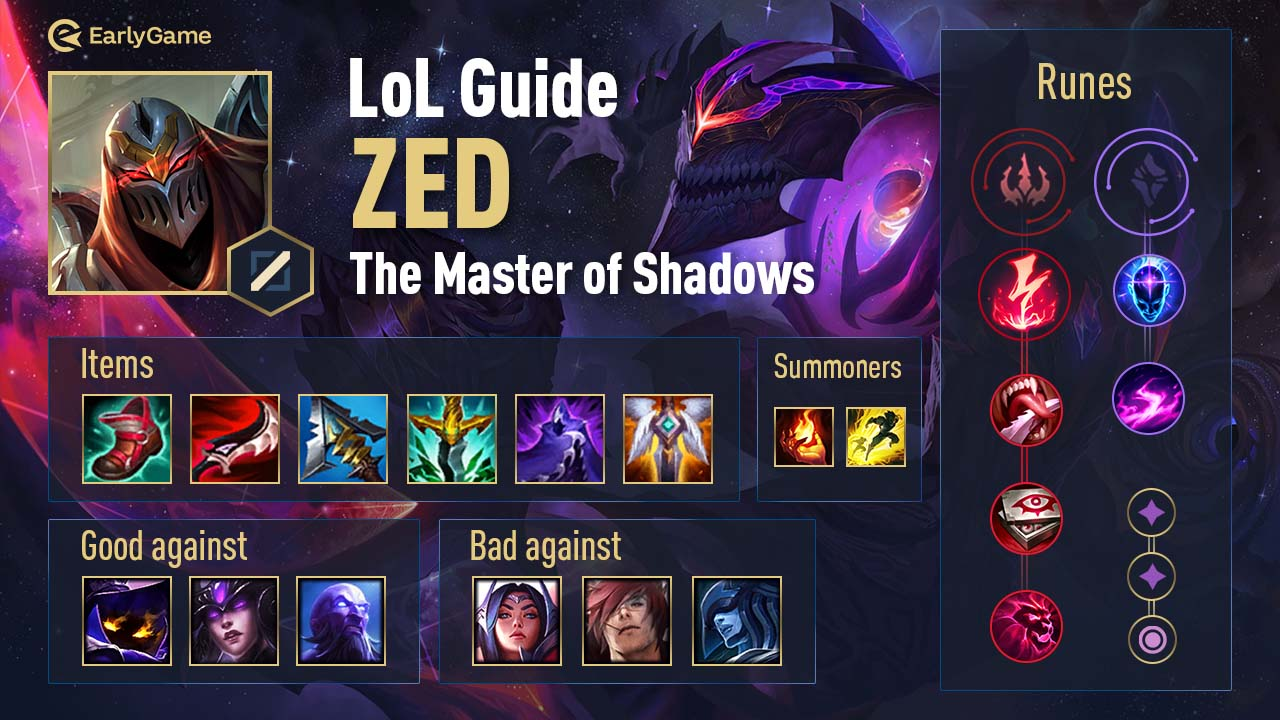 EarlyGame
LoL Guide
ZED
The Master of Shadows
Items
Summoners
Good against
Bad against
Runes